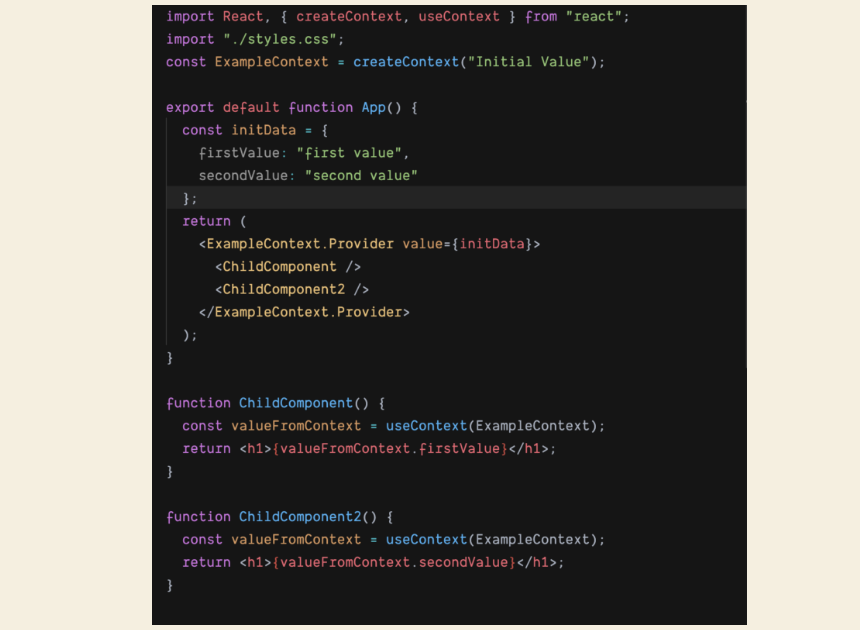 import React, { createContext, useContext } from "react";
import "./styles.css";
const ExampleContext = createContext("Initial Value");

export default function App() {
  const initData = {
    firstValue: "first value",
    secondValue: "second value"
  };
  return (
    <ExampleContext.Provider value={initData}>
      <ChildComponent />
      <ChildComponent2 />
    </ExampleContext.Provider>
  );
}

function ChildComponent() {
  const valueFromContext = useContext(ExampleContext);
  return <h1>{valueFromContext.firstValue}</h1>;
}

function ChildComponent2() {
  const valueFromContext = useContext(ExampleContext);
  return <h1>{valueFromContext.secondValue}</h1>;
}